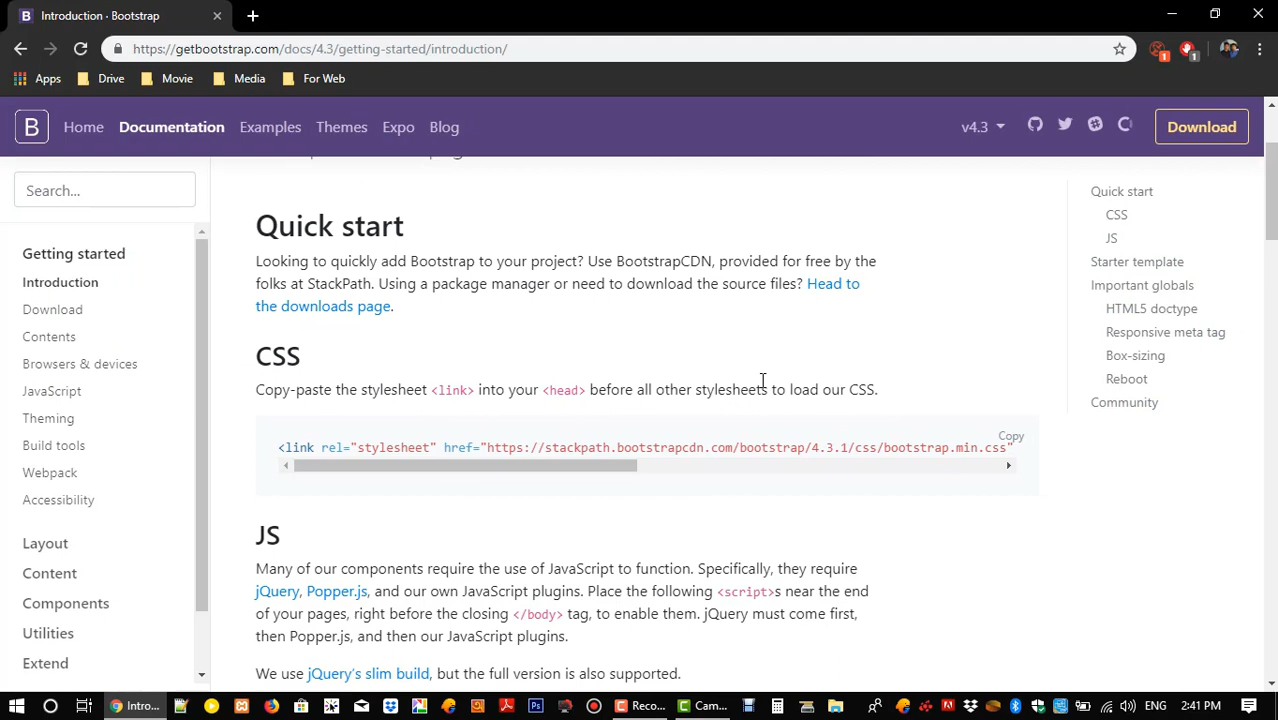 B Introduction · Bootstrap
https://getbootstrap.com/docs/4.3/getting-started/introduction/
1
1
Apps Drive Movie Media For Web
B Home Documentation Examples Themes Expo Blog v4.3 Download
Search...
Getting started
Introduction
Download
Contents
Browsers & devices
JavaScript
Theming
Build tools
Webpack
Accessibility
Layout
Content
Components
Utilities
Extend
Quick start
Looking to quickly add Bootstrap to your project? Use BootstrapCDN, provided for free by the
folks at StackPath. Using a package manager or need to download the source files? Head to
the downloads page.
CSS
Copy-paste the stylesheet <link> into your <head> before all other stylesheets to load our CSS.
Copy
<link rel="stylesheet" href="https://stackpath.bootstrapcdn.com/bootstrap/4.3.1/css/bootstrap.min.css"
JS
Many of our components require the use of JavaScript to function. Specifically, they require
jQuery, Popper.js, and our own JavaScript plugins. Place the following <script>s near the end
of your pages, right before the closing </body> tag, to enable them. jQuery must come first,
then Popper.js, and then our JavaScript plugins.
We use jQuery's slim build, but the full version is also supported.
Quick start
CSS
JS
Starter template
Important globals
HTML5 doctype
Responsive meta tag
Box-sizing
Reboot
Community
Intro... Ps Reco... Cam... ENG 2:41 PM